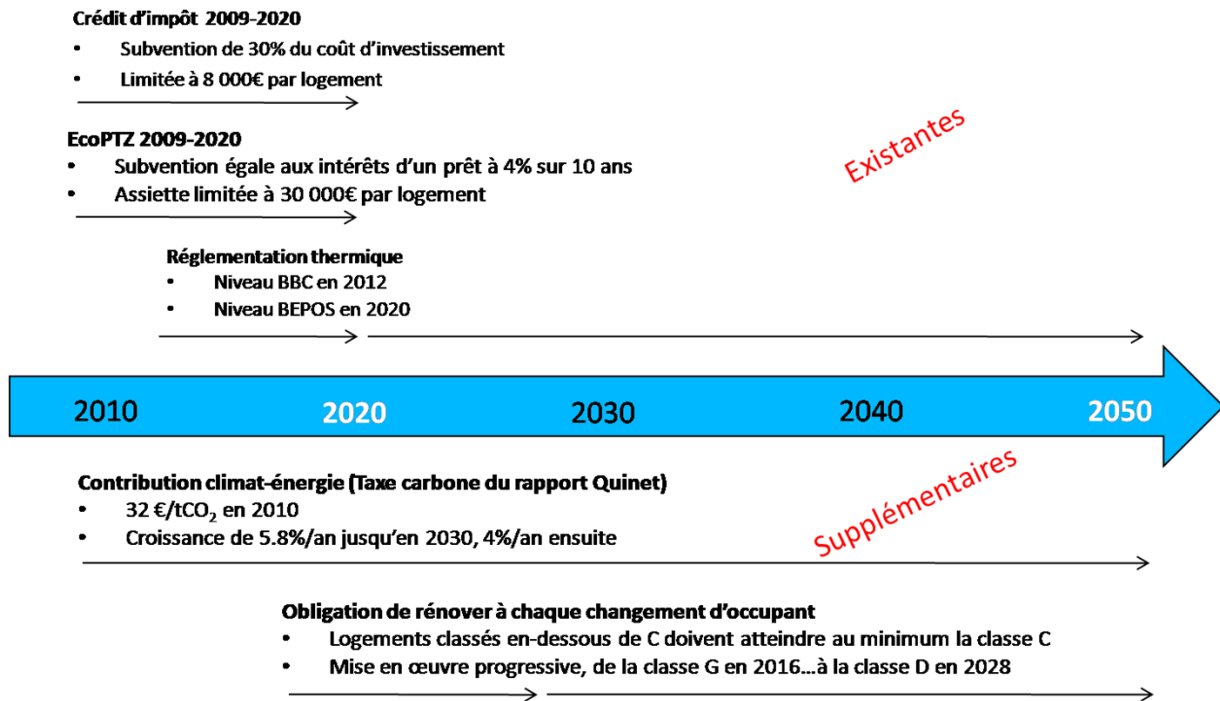 Crédit d’impôt 2009-2020
• Subvention de 30% du coût d’investissement
• Limitée à 8 000€ par logement
EcoPTZ 2009-2020
• Subvention égale aux intérêts d’un prêt à 4% sur 10 ans
• Assiette limitée à 30 000€ par logement
Existantes
Réglementation thermique
• Niveau BBC en 2012
• Niveau BEPOS en 2020
2010 2020 2030 2040 2050
Contribution climat-énergie (Taxe carbone du rapport Quinet)
• 32 €/tCO₂ en 2010
• Croissance de 5.8%/an jusqu’en 2030, 4%/an ensuite
Supplémentaires
Obligation de rénover à chaque changement d’occupant
• Logements classés en-dessous de C doivent atteindre au minimum la classe C
• Mise en œuvre progressive, de la classe G en 2016…à la classe D en 2028